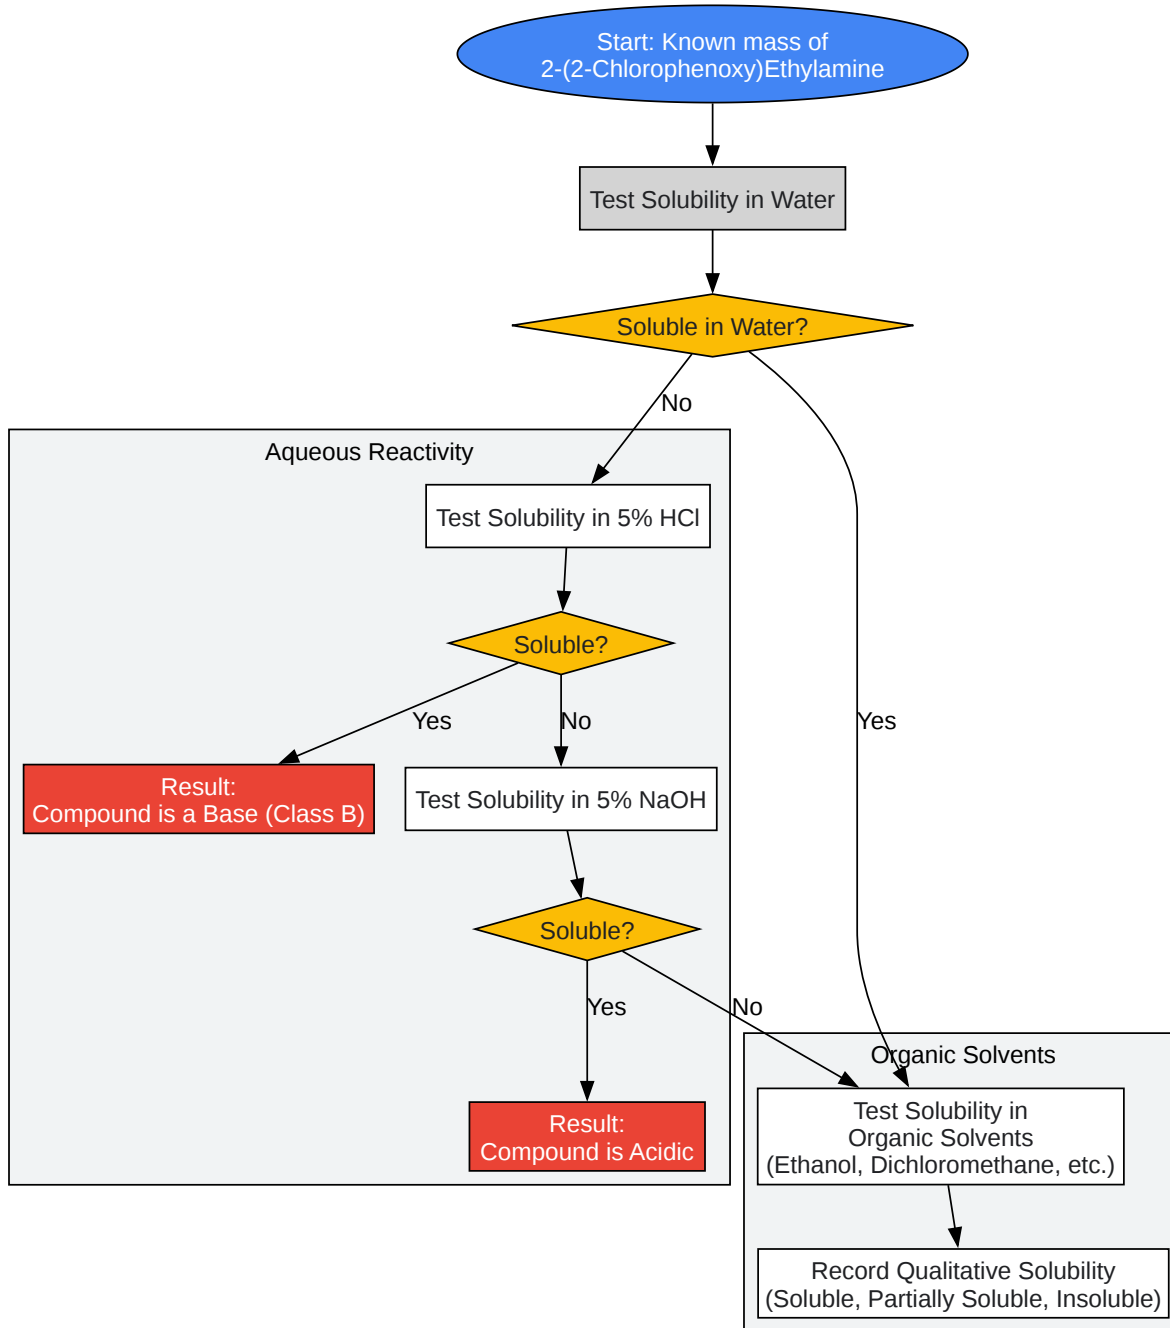 Start: Known mass of
2-(2-Chlorophenoxy)Ethylamine
Test Solubility in Water
Soluble in Water?
No
Aqueous Reactivity
Test Solubility in 5% HCl
Soluble?
Yes
No
Yes
Result:
Compound is a Base (Class B)
Test Solubility in 5% NaOH
Soluble?
Yes
No
Organic Solvents
Result:
Compound is Acidic
Test Solubility in
Organic Solvents
(Ethanol, Dichloromethane, etc.)
Record Qualitative Solubility
(Soluble, Partially Soluble, Insoluble)